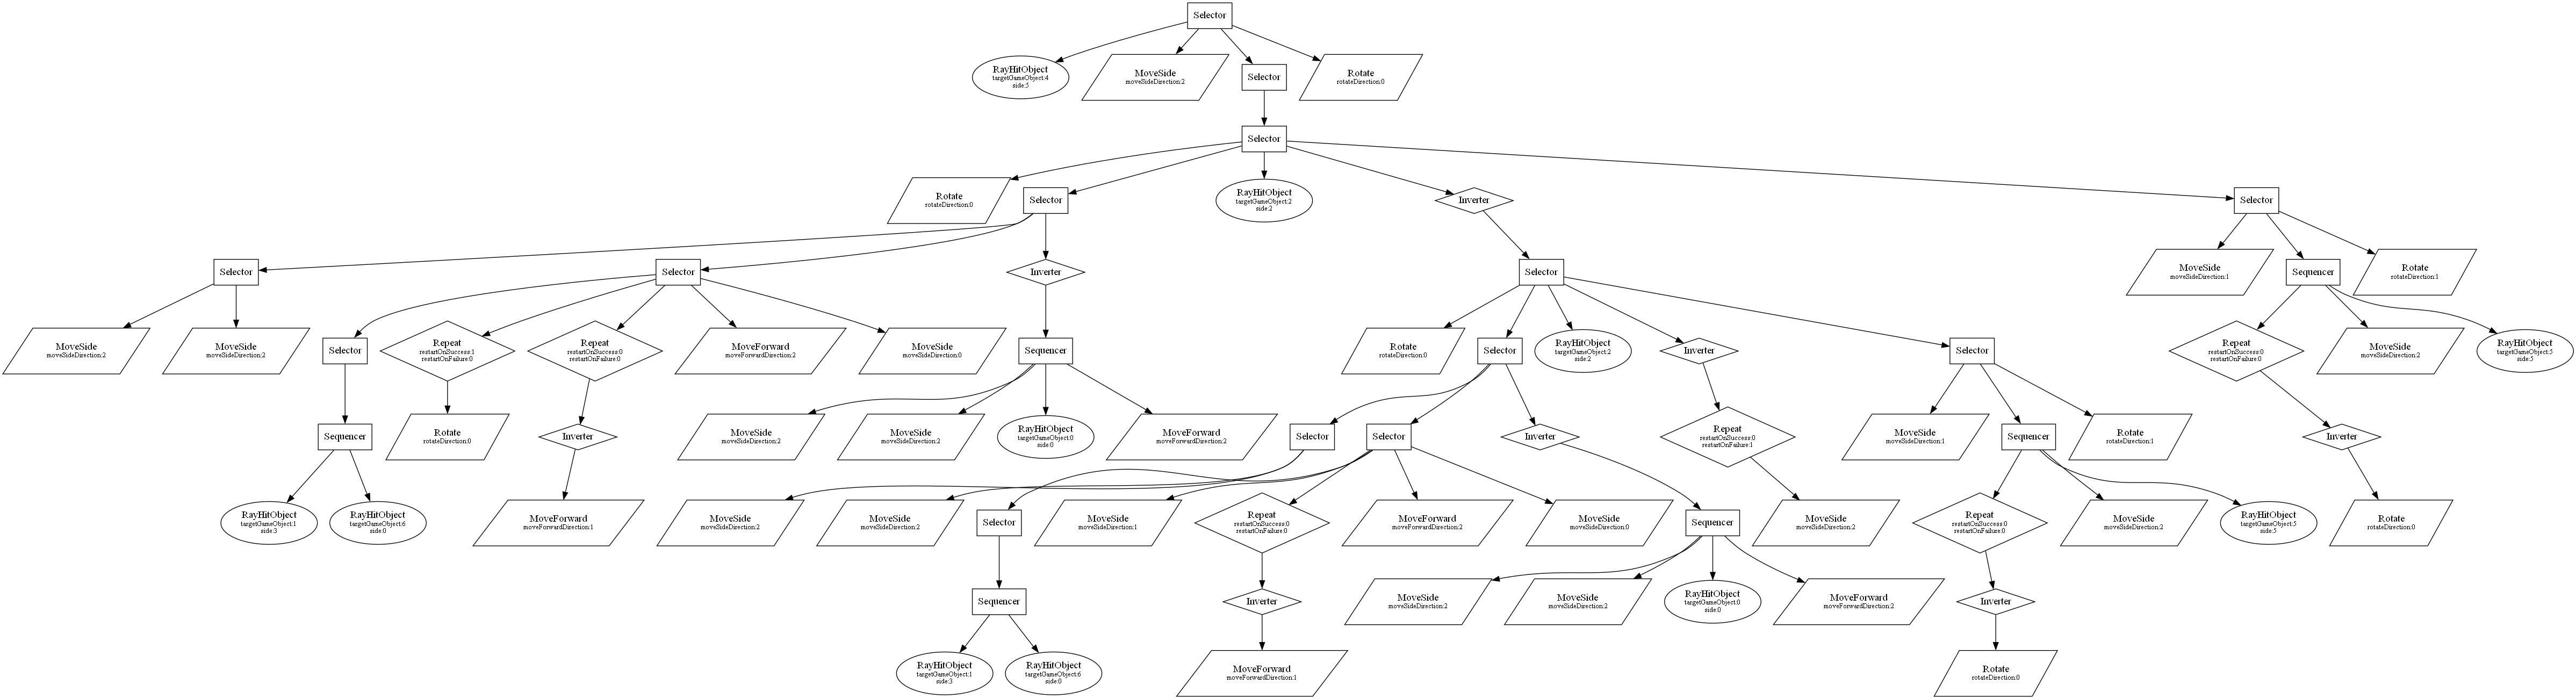 Selector
RayHitObject
targetGameObject:4
side:5
MoveSide
moveSideDirection:2
Selector
Rotate
rotateDirection:0
Selector
Rotate
rotateDirection:0
Selector
RayHitObject
targetGameObject:2
side:2
Inverter
Selector
Selector
Selector
Inverter
Selector
MoveSide
moveSideDirection:1
Sequencer
Rotate
rotateDirection:1
MoveSide
moveSideDirection:2
MoveSide
moveSideDirection:2
Selector
Repeat
restartOnSuccess:1
restartOnFailure:0
Repeat
restartOnSuccess:0
restartOnFailure:0
MoveForward
moveForwardDirection:2
MoveSide
moveSideDirection:0
Sequencer
Rotate
rotateDirection:0
Selector
RayHitObject
targetGameObject:2
side:2
Inverter
Selector
Repeat
restartOnSuccess:0
restartOnFailure:0
MoveSide
moveSideDirection:2
RayHitObject
targetGameObject:5
side:5
Sequencer
Rotate
rotateDirection:0
Inverter
MoveSide
moveSideDirection:2
MoveSide
moveSideDirection:2
RayHitObject
targetGameObject:0
side:0
MoveForward
moveForwardDirection:2
Selector
Selector
Inverter
Repeat
restartOnSuccess:0
restartOnFailure:1
MoveSide
moveSideDirection:1
Sequencer
Rotate
rotateDirection:1
Inverter
RayHitObject
targetGameObject:1
side:3
RayHitObject
targetGameObject:6
side:0
MoveForward
moveForwardDirection:1
MoveSide
moveSideDirection:2
MoveSide
moveSideDirection:2
Selector
MoveSide
moveSideDirection:1
Repeat
restartOnSuccess:0
restartOnFailure:0
MoveForward
moveForwardDirection:2
MoveSide
moveSideDirection:0
Sequencer
MoveSide
moveSideDirection:2
Repeat
restartOnSuccess:0
restartOnFailure:0
MoveSide
moveSideDirection:2
RayHitObject
targetGameObject:5
side:5
Rotate
rotateDirection:0
Sequencer
Inverter
MoveSide
moveSideDirection:2
MoveSide
moveSideDirection:2
RayHitObject
targetGameObject:0
side:0
MoveForward
moveForwardDirection:2
Inverter
RayHitObject
targetGameObject:1
side:3
RayHitObject
targetGameObject:6
side:0
MoveForward
moveForwardDirection:1
Rotate
rotateDirection:0